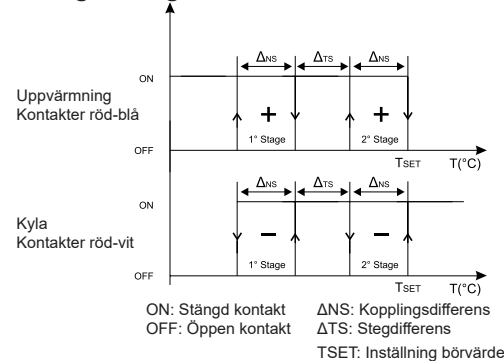 ΔNS ΔTS ΔNS
ON
Uppvärmning
Kontakter röd-blå
+ +
1° Stage 2° Stage
OFF
TSET T(°C)
ΔNS ΔTS ΔNS
ON
Kyla
Kontakter röd-vit
− −
1° Stage 2° Stage
OFF
TSET T(°C)
ON: Stängd kontakt ΔNS: Kopplingsdifferens
OFF: Öppen kontakt ΔTS: Stegdifferens
TSET: Inställning börvärde